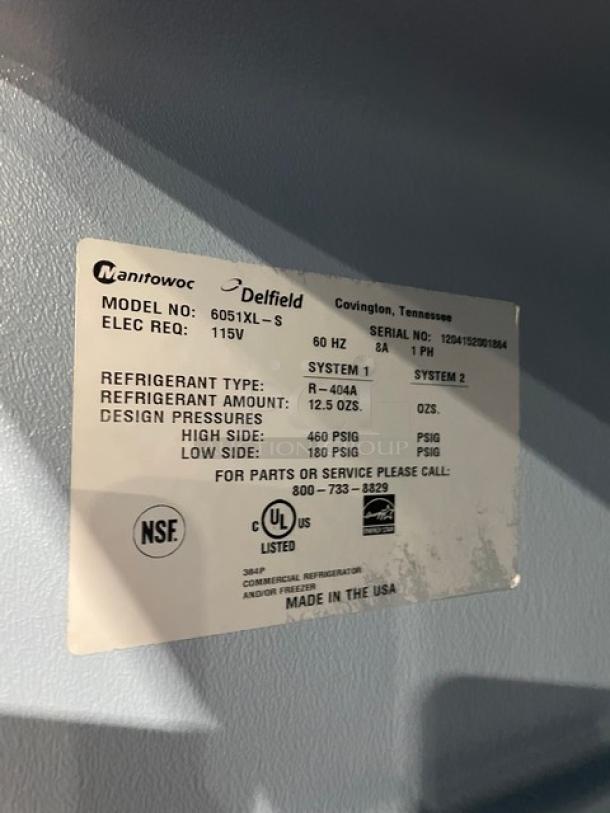 Manitowoc Delfield Covington, Tennessee
MODEL NO: 6051XL-S SERIAL NO: 1204152001864
ELEC REQ: 115V 60 HZ 8A 1 PH
SYSTEM 1 SYSTEM 2
REFRIGERANT TYPE: R-404A
REFRIGERANT AMOUNT: 12.5 OZS. OZS.
DESIGN PRESSURES
HIGH SIDE: 460 PSIG PSIG
LOW SIDE: 180 PSIG PSIG
FOR PARTS OR SERVICE PLEASE CALL:
800-733-8829
NSF.
C UL US
LISTED
ENERGY STAR
384P
COMMERCIAL REFRIGERATOR
AND/OR FREEZER
MADE IN THE USA